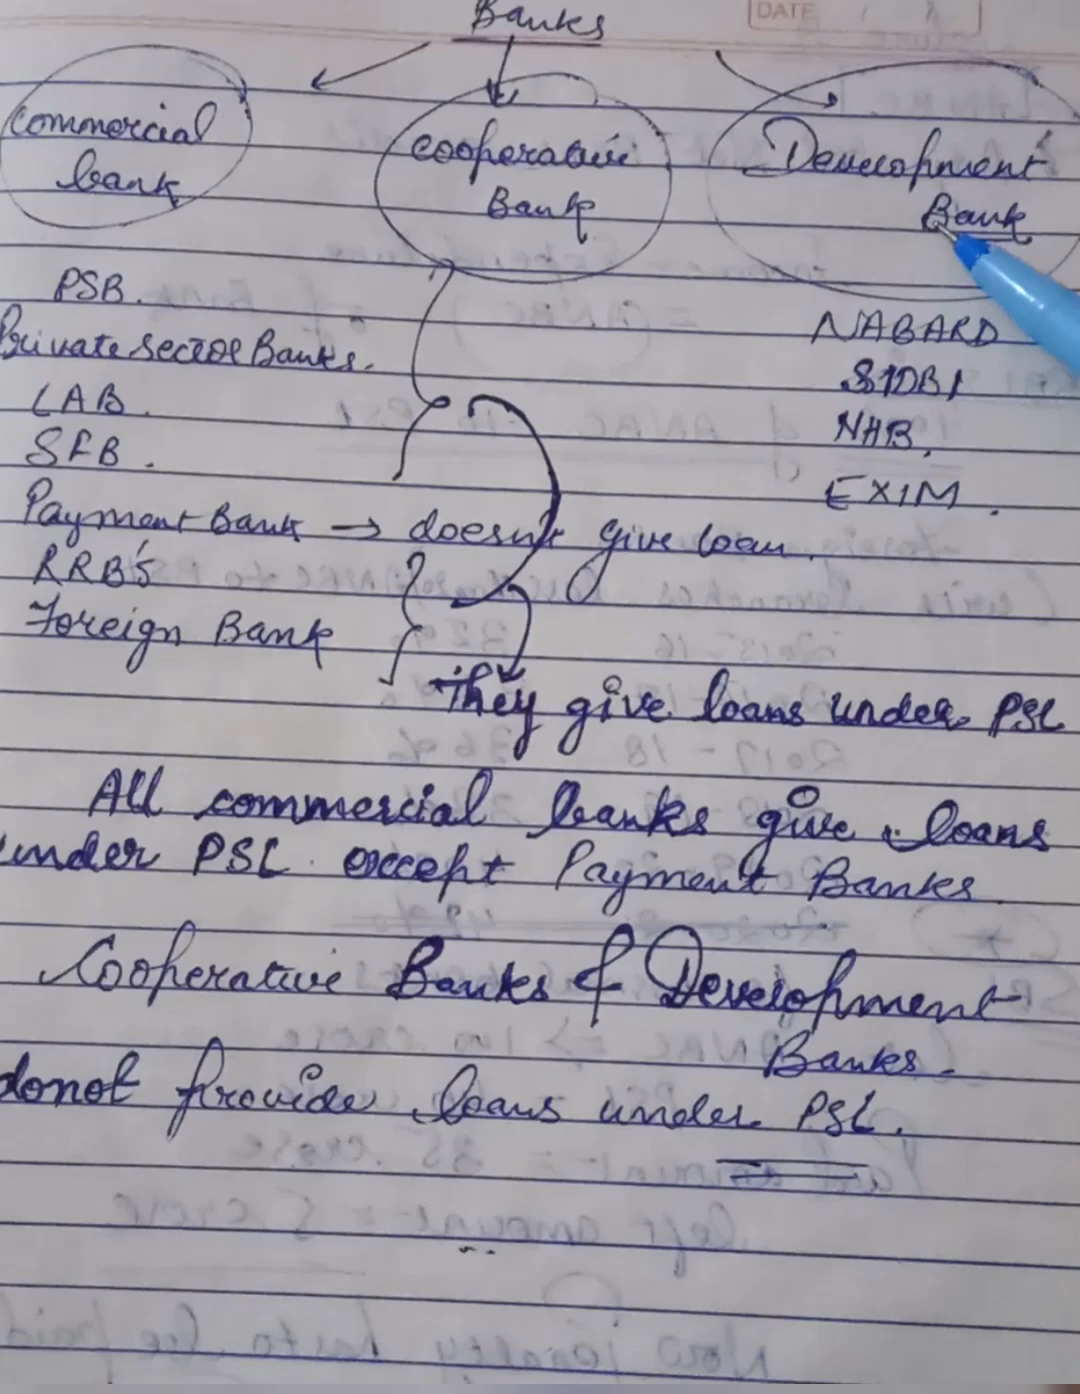 DATE
Banks
Commercial bank
Cooperative Bank
Development Bank
PSB.
Private sector Banks.
LAB.
SFB.
Payment Bank → doesn't give loan.
RRB's
Foreign Bank
NABARD
SIDBI
NHB.
EXIM.
They give loans under PSL
All commercial banks give loans
under PSL except Payment Banks
Cooperative Banks & Development
Banks.
donot provide loans under PSL.